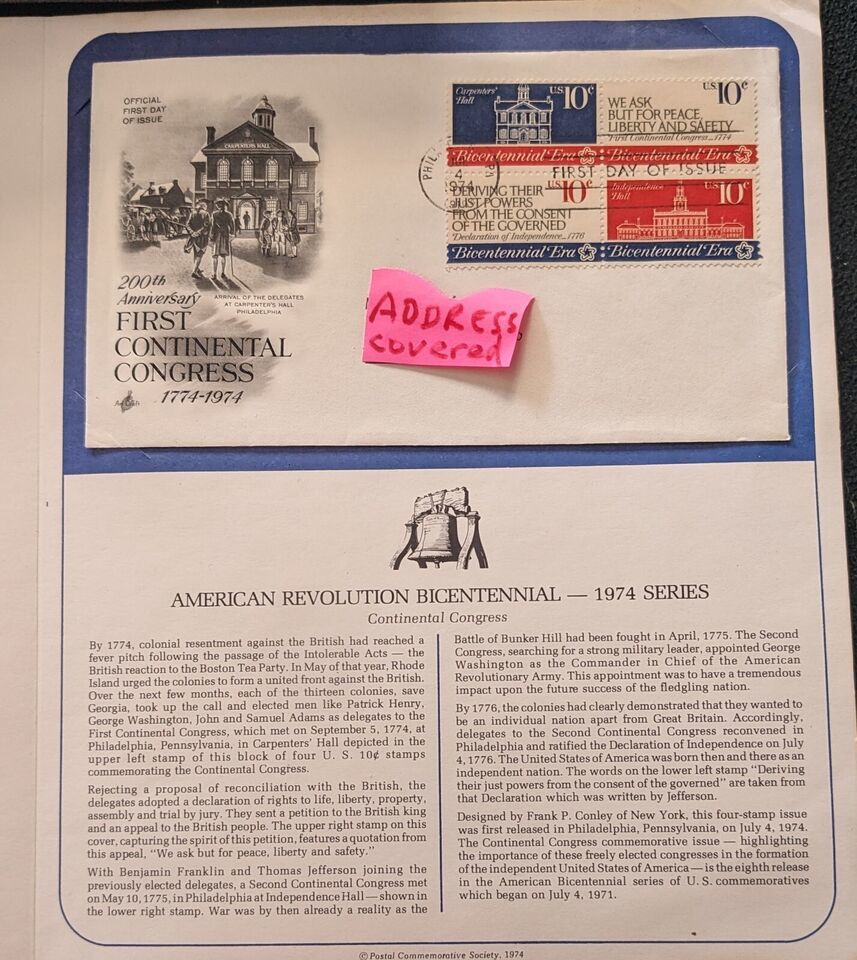 OFFICIAL
FIRST DAY
OF ISSUE
CARPENTERS HALL
ARRIVAL OF THE DELEGATES
AT CARPENTER'S HALL
PHILADELPHIA
200th
Anniversary
FIRST
CONTINENTAL
CONGRESS
1774-1974
ArtCraft
Carpenters'
Hall
U.S. 10c
Bicentennial Era
U.S. 10c
WE ASK
BUT FOR PEACE,
LIBERTY AND SAFETY
First Continental Congress...1774
Bicentennial Era
PHIL
4
1974
FIRST DAY OF ISSUE
U.S. 10c
DERIVING THEIR
JUST POWERS
FROM THE CONSENT
OF THE GOVERNED
Declaration of Independence...1776
Bicentennial Era
Independence
Hall
U.S. 10c
Bicentennial Era
ADDRESS
covered
AMERICAN REVOLUTION BICENTENNIAL — 1974 SERIES
Continental Congress
By 1774, colonial resentment against the British had reached a
fever pitch following the passage of the Intolerable Acts — the
British reaction to the Boston Tea Party. In May of that year, Rhode
Island urged the colonies to form a united front against the British.
Over the next few months, each of the thirteen colonies, save
Georgia, took up the call and elected men like Patrick Henry,
George Washington, John and Samuel Adams as delegates to the
First Continental Congress, which met on September 5, 1774, at
Philadelphia, Pennsylvania, in Carpenters' Hall depicted in the
upper left stamp of this block of four U. S. 10¢ stamps
commemorating the Continental Congress.
Rejecting a proposal of reconciliation with the British, the
delegates adopted a declaration of rights to life, liberty, property,
assembly and trial by jury. They sent a petition to the British king
and an appeal to the British people. The upper right stamp on this
cover, capturing the spirit of this petition, features a quotation from
this appeal, "We ask but for peace, liberty and safety."
With Benjamin Franklin and Thomas Jefferson joining the
previously elected delegates, a Second Continental Congress met
on May 10, 1775, in Philadelphia at Independence Hall — shown in
the lower right stamp. War was by then already a reality as the
Battle of Bunker Hill had been fought in April, 1775. The Second
Congress, searching for a strong military leader, appointed George
Washington as the Commander in Chief of the American
Revolutionary Army. This appointment was to have a tremendous
impact upon the future success of the fledgling nation.
By 1776, the colonies had clearly demonstrated that they wanted to
be an individual nation apart from Great Britain. Accordingly,
delegates to the Second Continental Congress reconvened in
Philadelphia and ratified the Declaration of Independence on July
4, 1776. The United States of America was born then and there as an
independent nation. The words on the lower left stamp "Deriving
their just powers from the consent of the governed" are taken from
that Declaration which was written by Jefferson.
Designed by Frank P. Conley of New York, this four-stamp issue
was first released in Philadelphia, Pennsylvania, on July 4, 1974.
The Continental Congress commemorative issue — highlighting
the importance of these freely elected congresses in the formation
of the independent United States of America — is the eighth release
in the American Bicentennial series of U. S. commemoratives
which began on July 4, 1971.
© Postal Commemorative Society, 1974